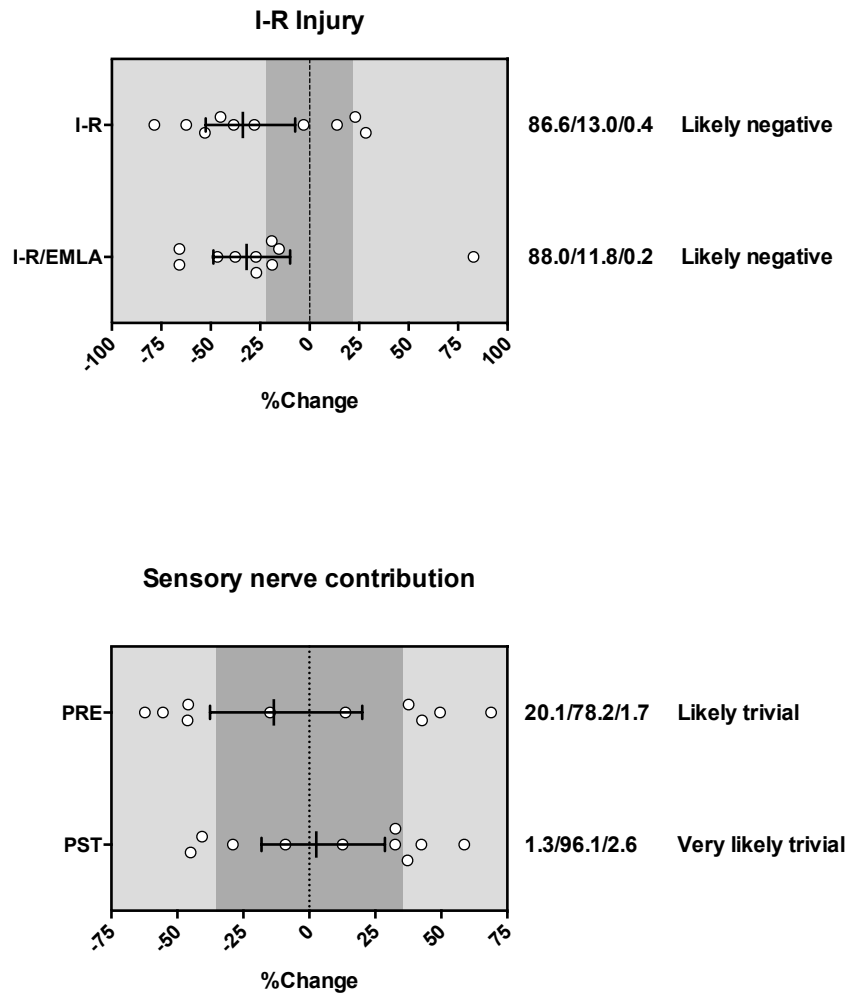 I-R Injury
I-R 86.6/13.0/0.4 Likely negative
I-R/EMLA 88.0/11.8/0.2 Likely negative
-100 -75 -50 -25 0 25 50 75 100
%Change
Sensory nerve contribution
PRE 20.1/78.2/1.7 Likely trivial
PST 1.3/96.1/2.6 Very likely trivial
-75 -50 -25 0 25 50 75
%Change